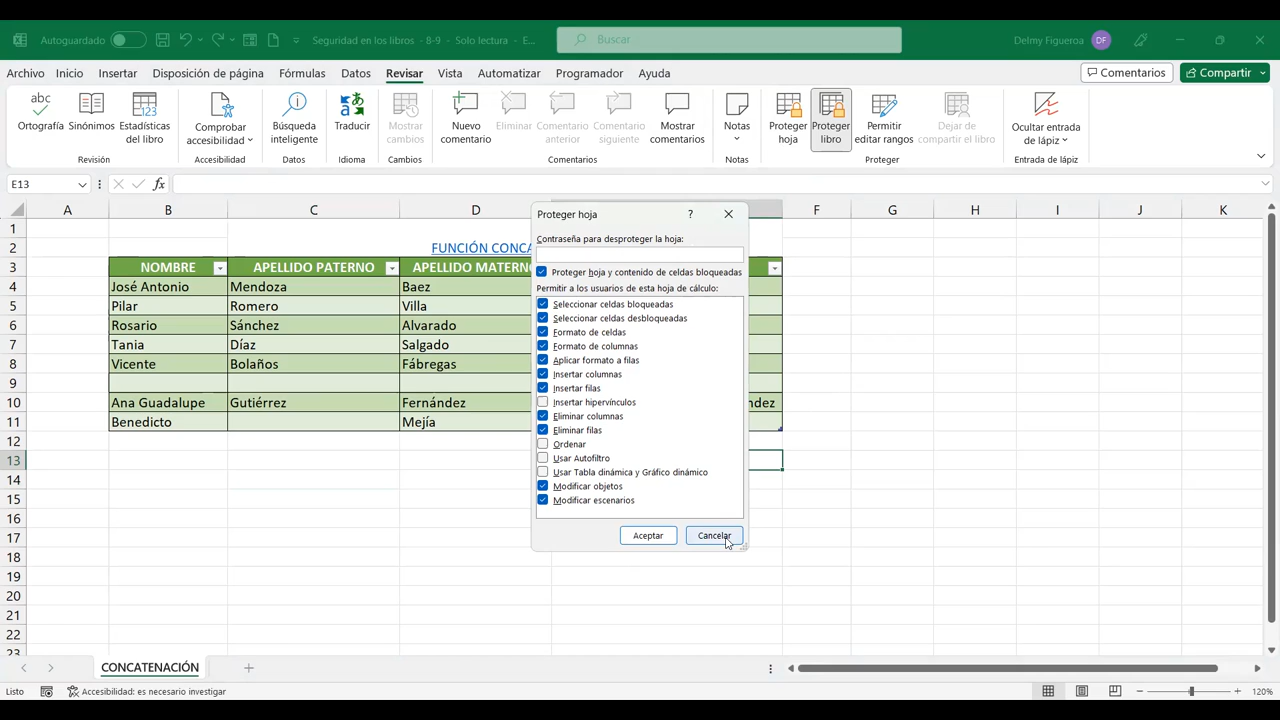 Autoguardado
Seguridad en los libros - 8-9 - Solo lectura - E...
Buscar
Delmy Figueroa
DF
Archivo Inicio Insertar Disposición de página Fórmulas Datos Revisar Vista Automatizar Programador Ayuda
Comentarios
Compartir
abc
123
Ortografía Sinónimos Estadísticas del libro
Comprobar accesibilidad
Búsqueda inteligente
Traducir
Mostrar cambios
Nuevo comentario
Eliminar
Comentario anterior
Comentario siguiente
Mostrar comentarios
Notas
Proteger hoja
Proteger libro
Permitir editar rangos
Dejar de compartir el libro
Ocultar entrada de lápiz
Revisión Accesibilidad Datos Idioma Cambios Comentarios Notas Proteger Entrada de lápiz
E13
fx
A B C D F G H I J K
1
2 FUNCIÓN CONCA
3 NOMBRE APELLIDO PATERNO APELLIDO MATERNO
4 José Antonio Mendoza Baez
5 Pilar Romero Villa
6 Rosario Sánchez Alvarado
7 Tania Díaz Salgado
8 Vicente Bolaños Fábregas
9
10 Ana Guadalupe Gutiérrez Fernández ndez
11 Benedicto Mejía
12
13
14
15
16
17
18
19
20
21
22
23
Proteger hoja
?
Contraseña para desproteger la hoja:
Proteger hoja y contenido de celdas bloqueadas
Permitir a los usuarios de esta hoja de cálculo:
Seleccionar celdas bloqueadas
Seleccionar celdas desbloqueadas
Formato de celdas
Formato de columnas
Aplicar formato a filas
Insertar columnas
Insertar filas
Insertar hipervínculos
Eliminar columnas
Eliminar filas
Ordenar
Usar Autofiltro
Usar Tabla dinámica y Gráfico dinámico
Modificar objetos
Modificar escenarios
Aceptar
Cancelar
CONCATENACIÓN
Listo
Accesibilidad: es necesario investigar
120%